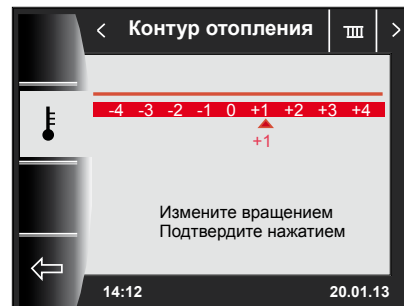 < Контур отопления >
-4 -3 -2 -1 0 +1 +2 +3 +4
+1
Измените вращением
Подтвердите нажатием
14:12 20.01.13